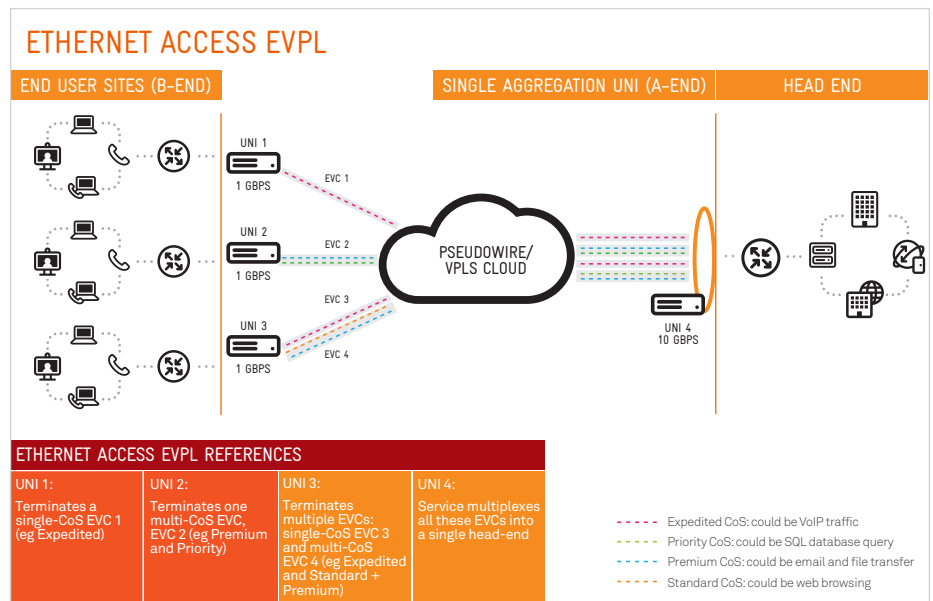 ETHERNET ACCESS EVPL
END USER SITES (B-END)
SINGLE AGGREGATION UNI (A-END)
HEAD END
UNI 1
1 GBPS
EVC 1
UNI 2
1 GBPS
EVC 2
UNI 3
1 GBPS
EVC 3
EVC 4
PSEUDOWIRE/
VPLS CLOUD
UNI 4
10 GBPS
ETHERNET ACCESS EVPL REFERENCES
UNI 1:
Terminates a
single-CoS EVC 1
(eg Expedited)
UNI 2:
Terminates one
multi-CoS EVC,
EVC 2 (eg Premium
and Priority)
UNI 3:
Terminates
multiple EVCs:
single-CoS EVC 3
and multi-CoS
EVC 4 (eg Expedited
and Standard +
Premium)
UNI 4:
Service multiplexes
all these EVCs into
a single head-end
Expedited CoS: could be VoIP traffic
Priority CoS: could be SQL database query
Premium CoS: could be email and file transfer
Standard CoS: could be web browsing